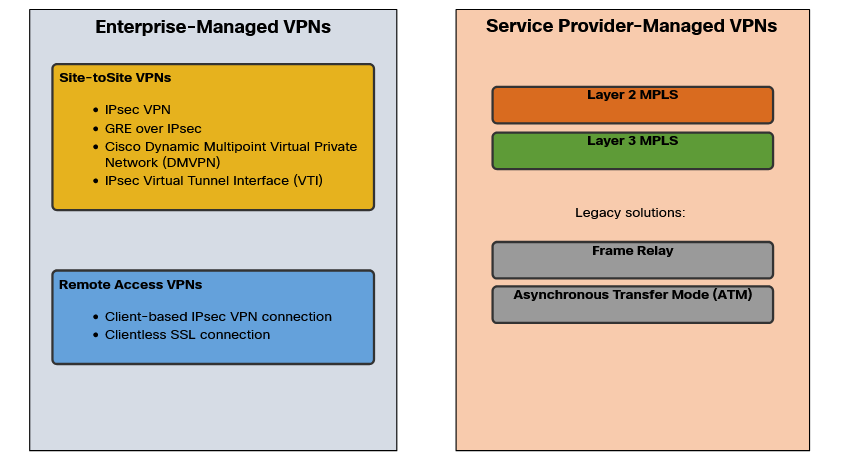 Enterprise-Managed VPNs
Site-toSite VPNs
• IPsec VPN
• GRE over IPsec
• Cisco Dynamic Multipoint Virtual Private
Network (DMVPN)
• IPsec Virtual Tunnel Interface (VTI)
Remote Access VPNs
• Client-based IPsec VPN connection
• Clientless SSL connection
Service Provider-Managed VPNs
Layer 2 MPLS
Layer 3 MPLS
Legacy solutions:
Frame Relay
Asynchronous Transfer Mode (ATM)